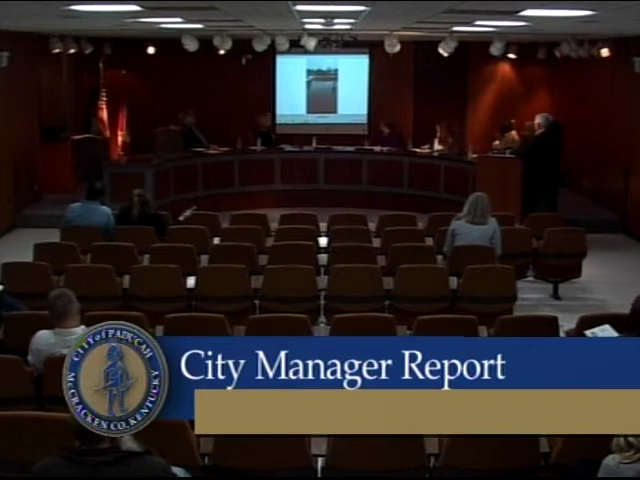 City Manager Report
CITY of PADUCAH
McCRACKEN CO. KENTUCKY